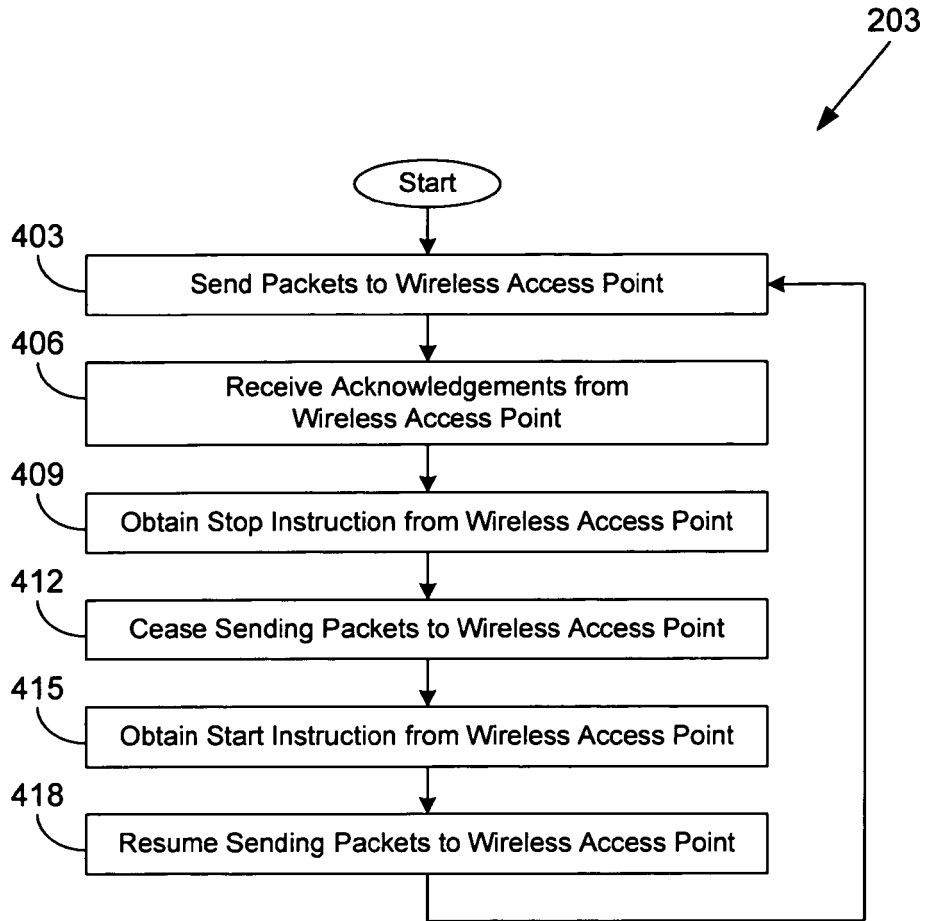 203
Start
403
Send Packets to Wireless Access Point
406
Receive Acknowledgements from
Wireless Access Point
409
Obtain Stop Instruction from Wireless Access Point
412
Cease Sending Packets to Wireless Access Point
415
Obtain Start Instruction from Wireless Access Point
418
Resume Sending Packets to Wireless Access Point